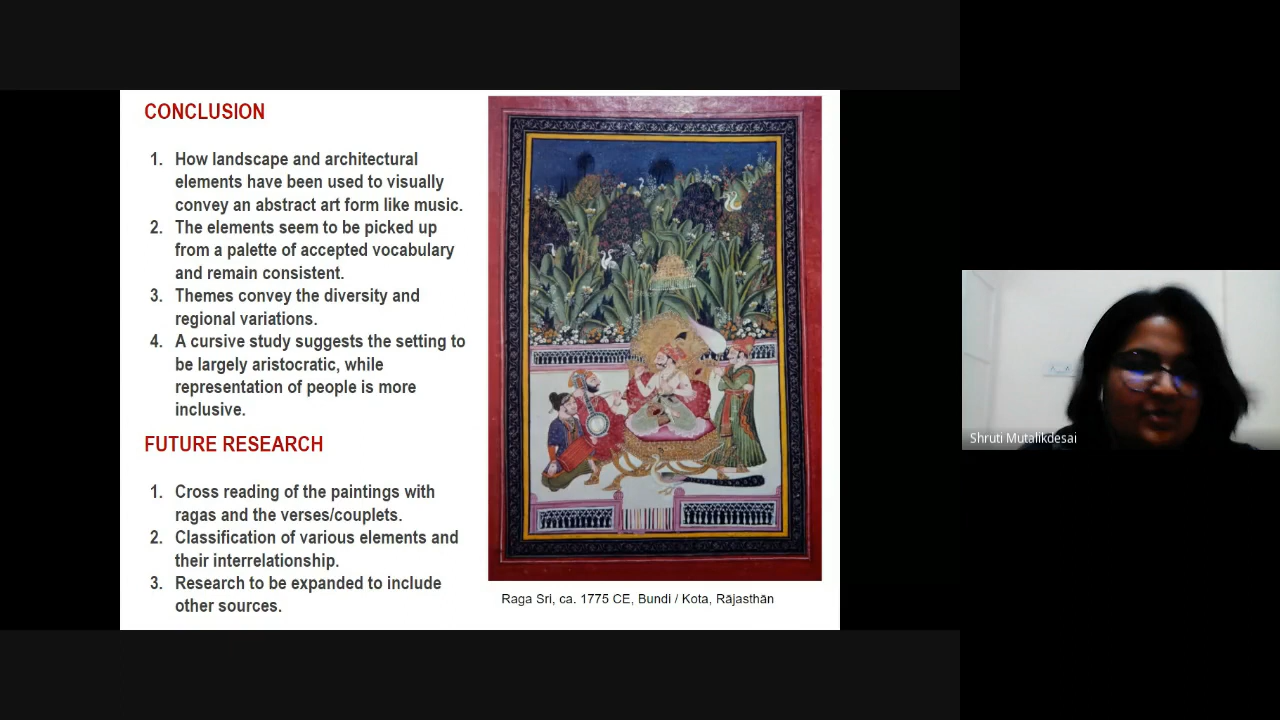 CONCLUSION
1. How landscape and architectural
elements have been used to visually
convey an abstract art form like music.
2. The elements seem to be picked up
from a palette of accepted vocabulary
and remain consistent.
3. Themes convey the diversity and
regional variations.
4. A cursive study suggests the setting to
be largely aristocratic, while
representation of people is more
inclusive.
FUTURE RESEARCH
1. Cross reading of the paintings with
ragas and the verses/couplets.
2. Classification of various elements and
their interrelationship.
3. Research to be expanded to include
other sources.
Raga Sri, ca. 1775 CE, Bundi / Kota, Rājasthān
Shruti Mutalikdesai